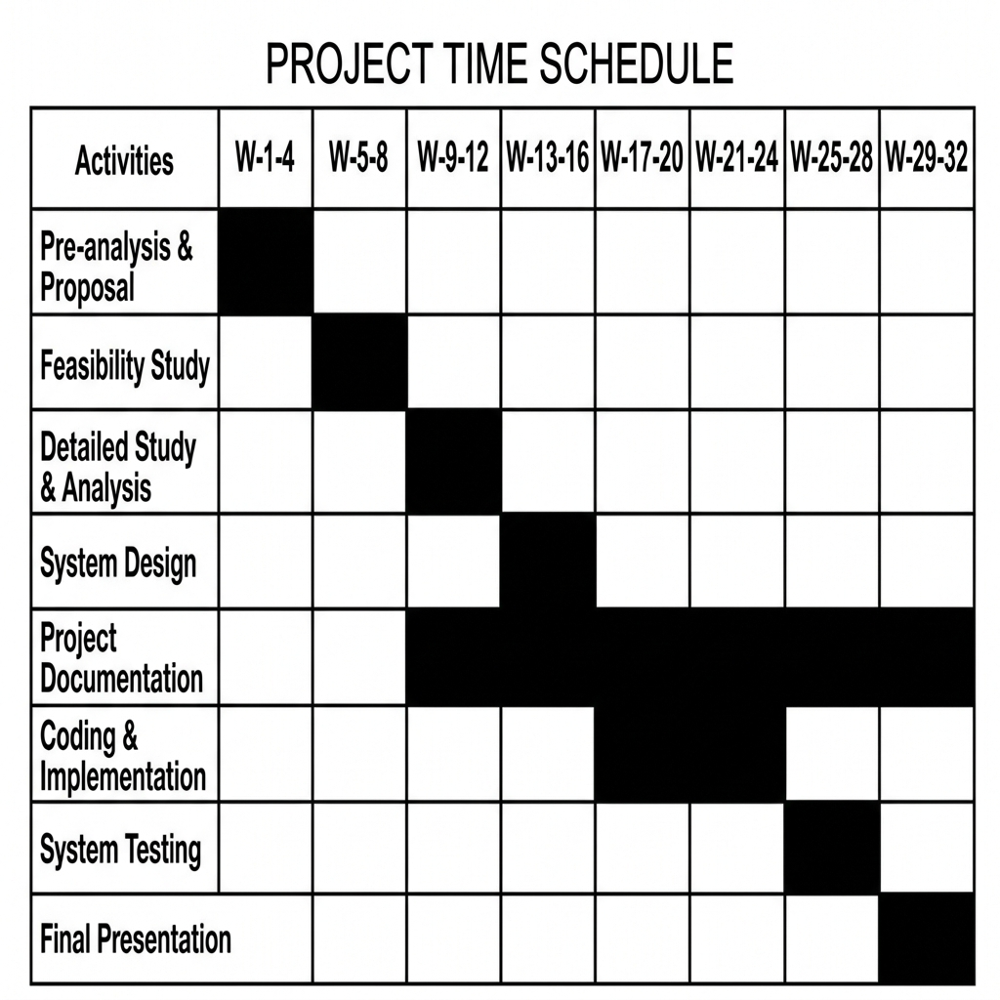 PROJECT TIME SCHEDULE
Activities W-1-4 W-5-8 W-9-12 W-13-16 W-17-20 W-21-24 W-25-28 W-29-32
Pre-analysis &
Proposal
Feasibility Study
Detailed Study
& Analysis
System Design
Project
Documentation
Coding &
Implementation
System Testing
Final Presentation